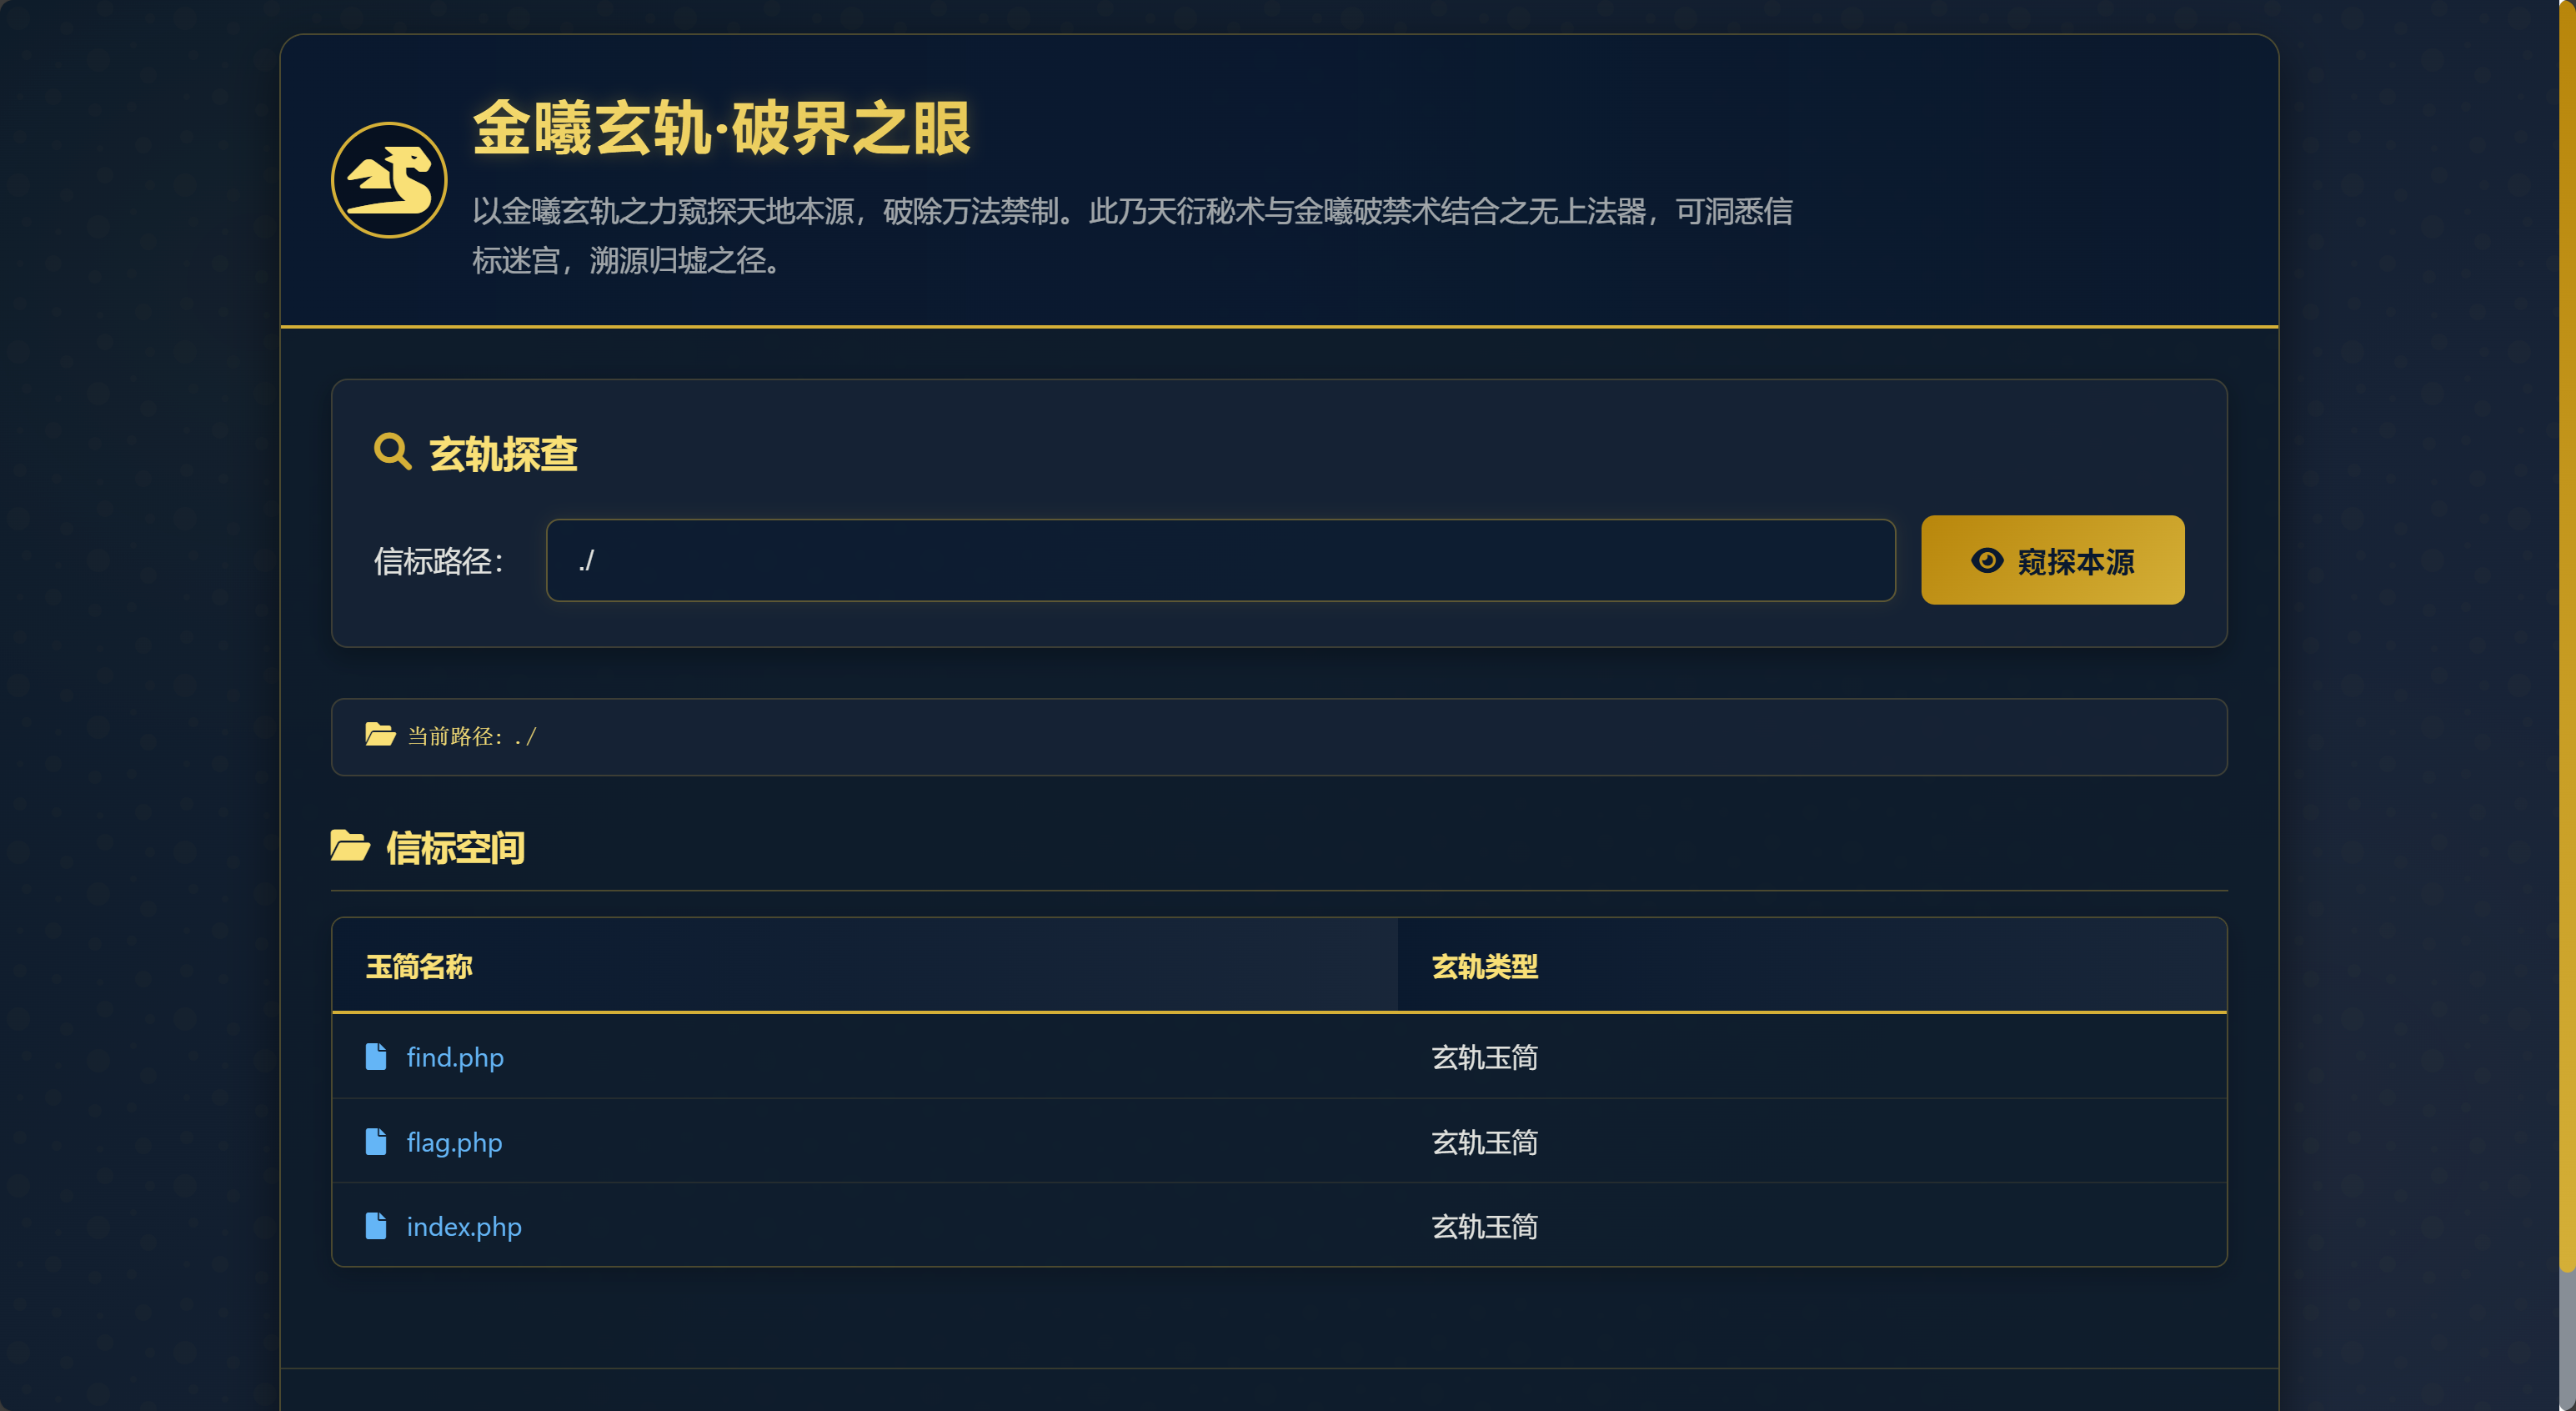 金曦玄轨·破界之眼
以金曦玄轨之力窥探天地本源，破除万法禁制。此乃天衍秘术与金曦破禁术结合之无上法器，可洞悉信
标迷宫，溯源归墟之径。
玄轨探查
信标路径：
./
窥探本源
当前路径：./
信标空间
玉简名称 玄轨类型
find.php 玄轨玉简
flag.php 玄轨玉简
index.php 玄轨玉简